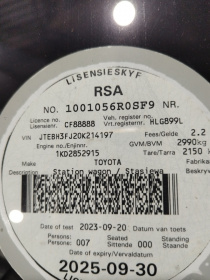 LISENSIESKYF
RSA
NO. 1001056R0SF9 NR.
Licence no. CF88888 Veh. register no. HLG899L
Lisensienr. Vrt.registernr.
VIN JTEBH3FJ20K214197 Fees/Gelde 2.2
Engine no./Enjinnr. GVM/BVM 2990kg
1KD2852915 Tare/Tarra 2150
Make TOYOTA Fabrika
Description Station wagon / Stasiewa Beskryv
Date of test 2023-09-20 Datum van toets
Persons: Seated Standing
Persone: 007 Sittende 000 Staande
Date of expiry/Vervaldatum
2025-09-30